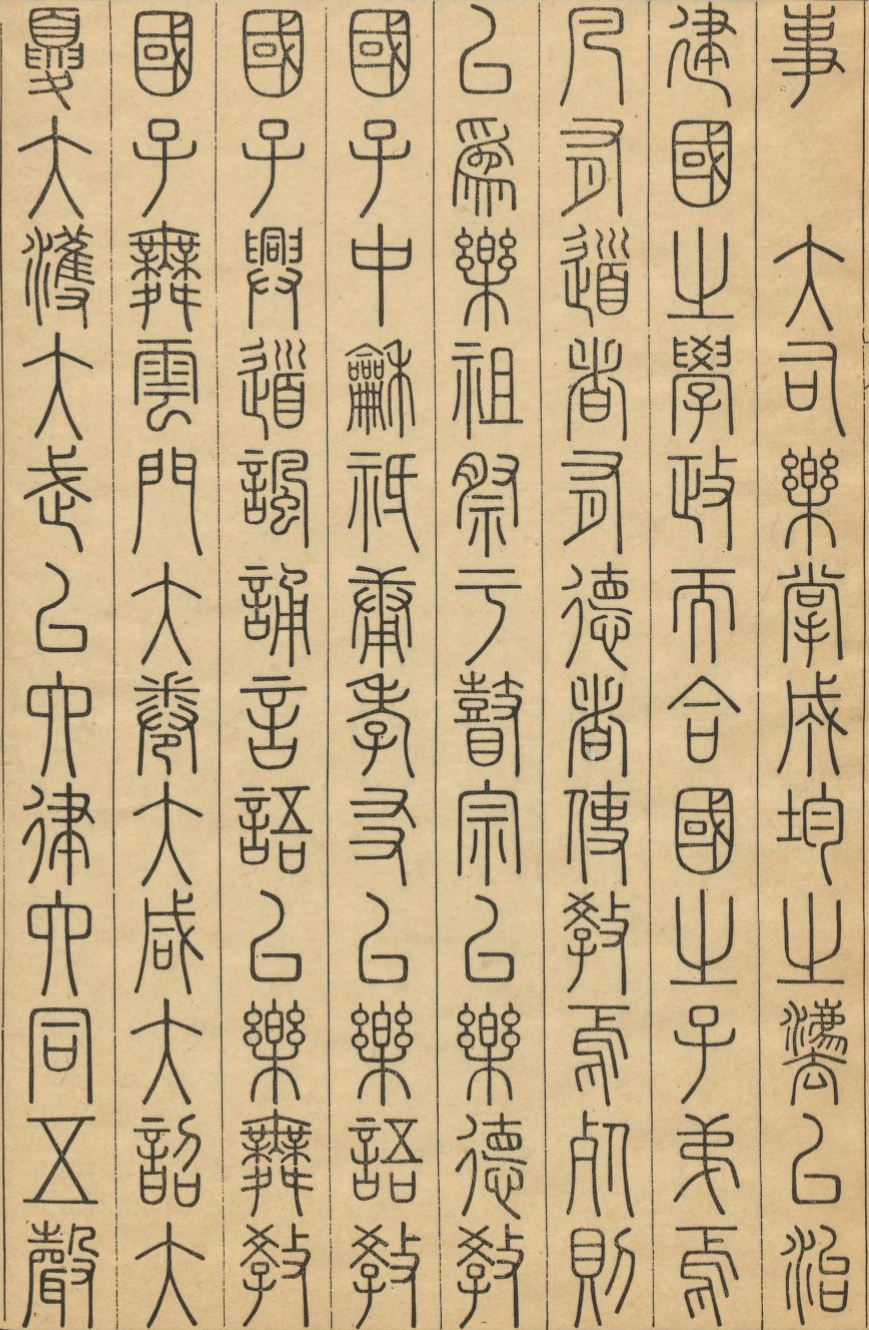 事　大司樂掌成均之灋以治
建國之學政而合國之子弟焉
凡有道者有德者使教焉死則
以爲樂祖祭于瞽宗以樂德教
國子中龢祗庸孝友以樂語教
國子興道諷誦言語以樂舞教
國子舞雲門大卷大咸大詔大
夏大濩大武以六律六同五聲